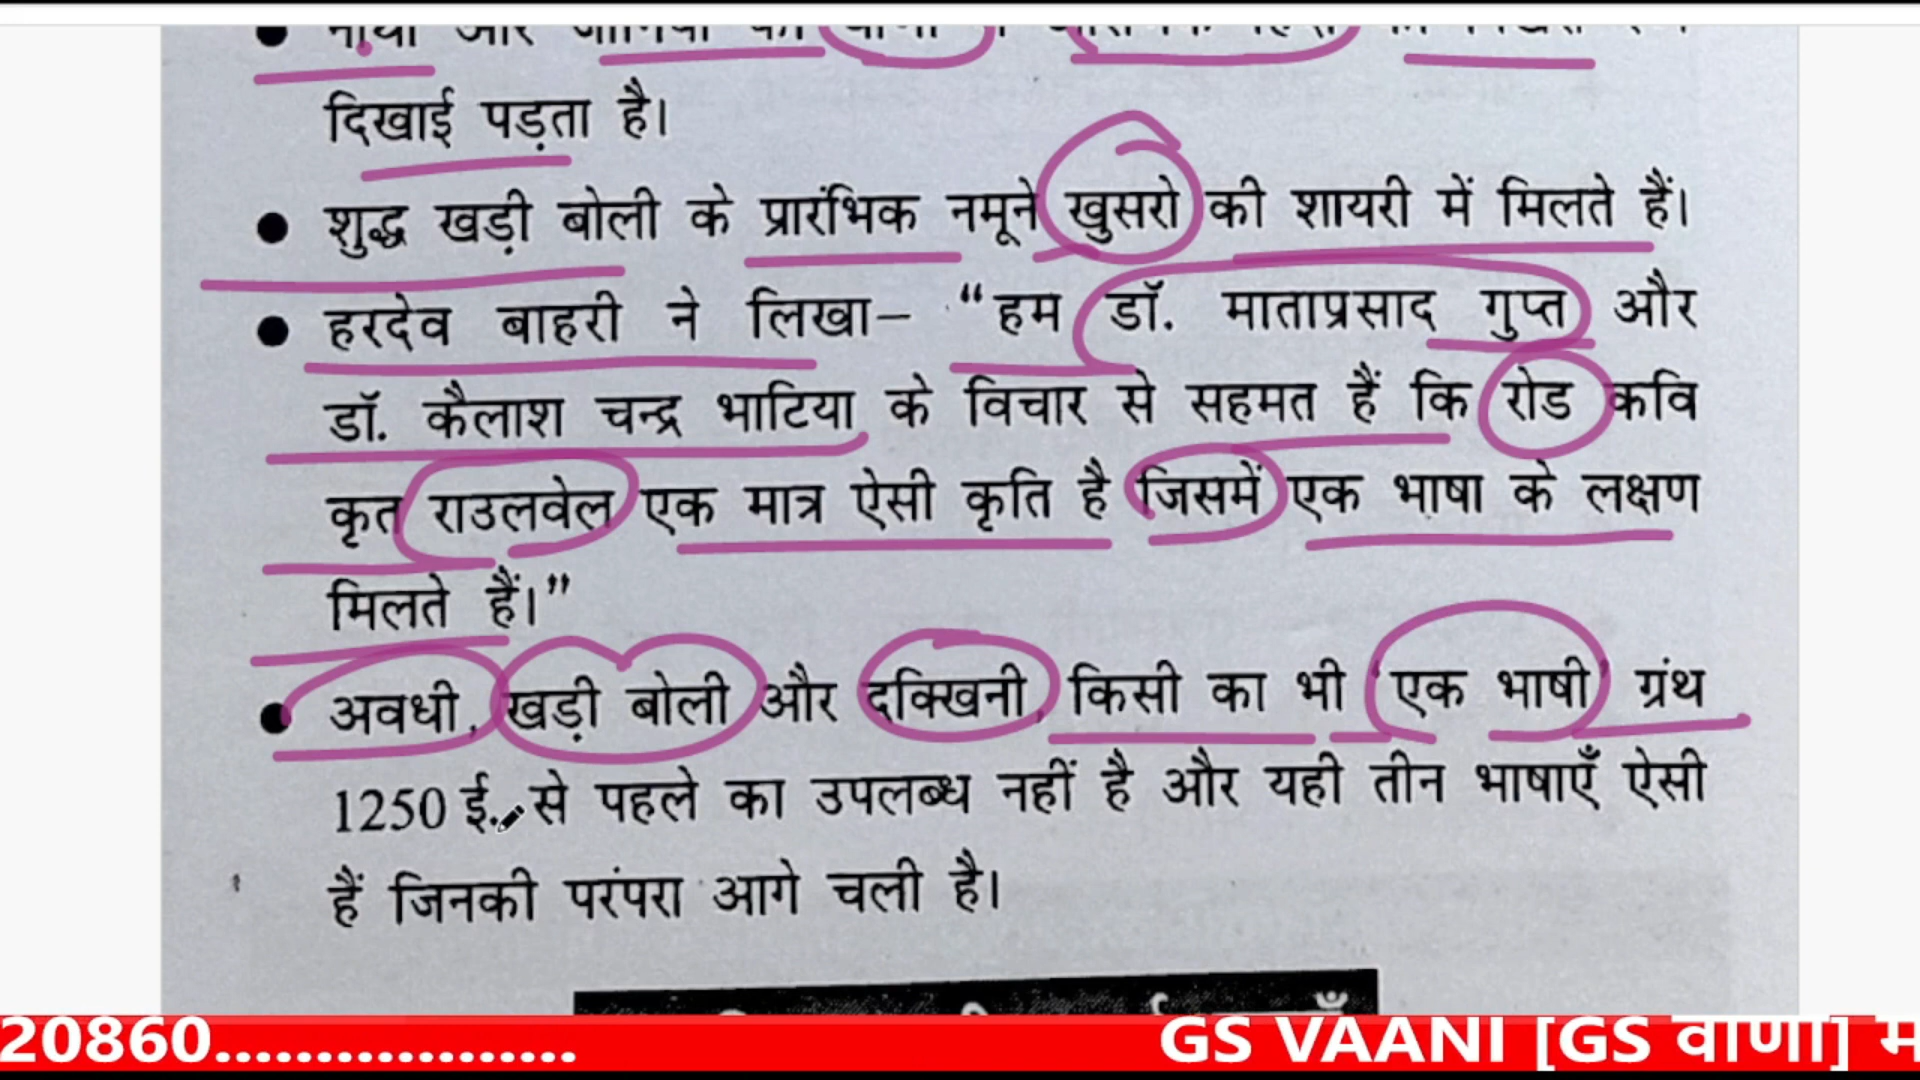 और
दिखाई पड़ता है।
● शुद्ध खड़ी बोली के प्रारंभिक नमूने खुसरो की शायरी में मिलते हैं।
● हरदेव बाहरी ने लिखा– “हम डॉ. माताप्रसाद गुप्त और
डॉ. कैलाश चन्द्र भाटिया के विचार से सहमत हैं कि रोड कवि
कृत राउलवेल एक मात्र ऐसी कृति है जिसमें एक भाषा के लक्षण
मिलते हैं।”
● अवधी, खड़ी बोली और दक्खिनी, किसी का भी 'एक भाषी' ग्रंथ
1250 ई. से पहले का उपलब्ध नहीं है और यही तीन भाषाएँ ऐसी
हैं जिनकी परंपरा आगे चली है।
20860.................. GS VAANI [GS वाणी]